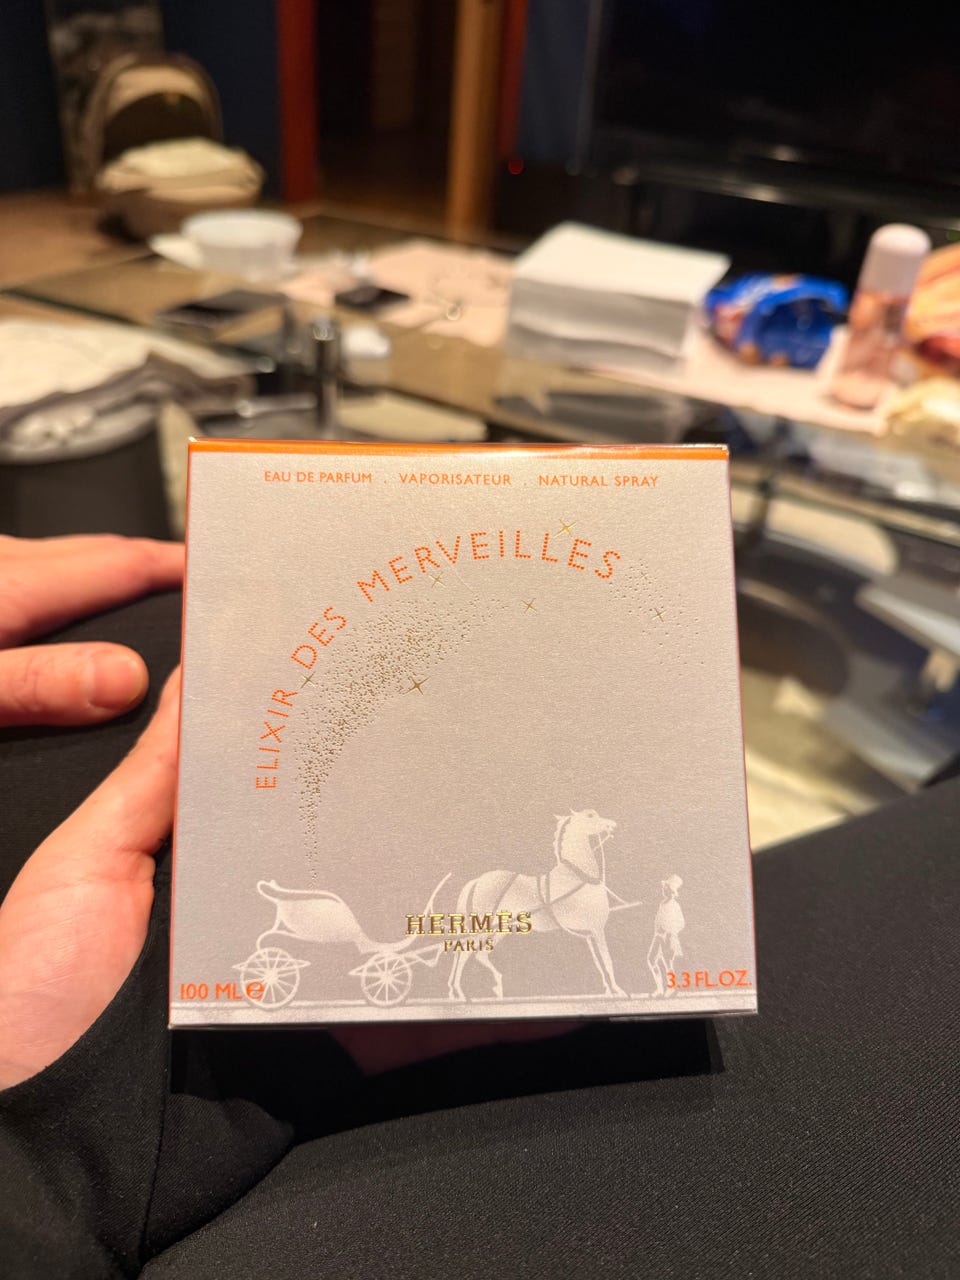 EAU DE PARFUM . VAPORISATEUR . NATURAL SPRAY
ELIXIR DES MERVEILLES
HERMÈS
PARIS
100 ML ℮
3.3 FL.OZ.